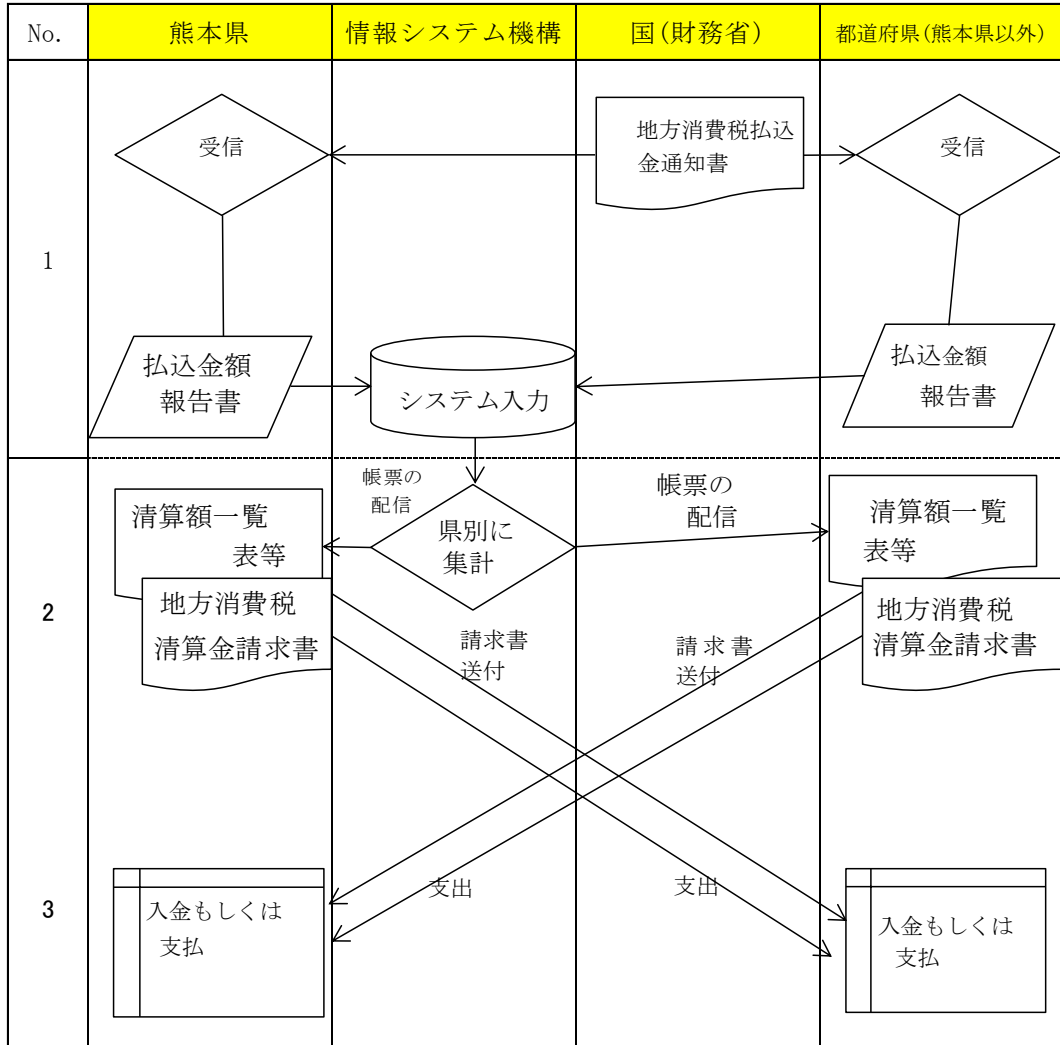 No.
熊本県
情報システム機構
国(財務省)
都道府県(熊本県以外)
1
受信
地方消費税払込
金通知書
受信
払込金額
報告書
システム入力
払込金額
報告書
2
清算額一覧
表等
帳票の
配信
県別に
集計
帳票の
配信
清算額一覧
表等
地方消費税
清算金請求書
請求書
送付
請求書
送付
地方消費税
清算金請求書
3
入金もしくは
支払
支出
支出
入金もしくは
支払